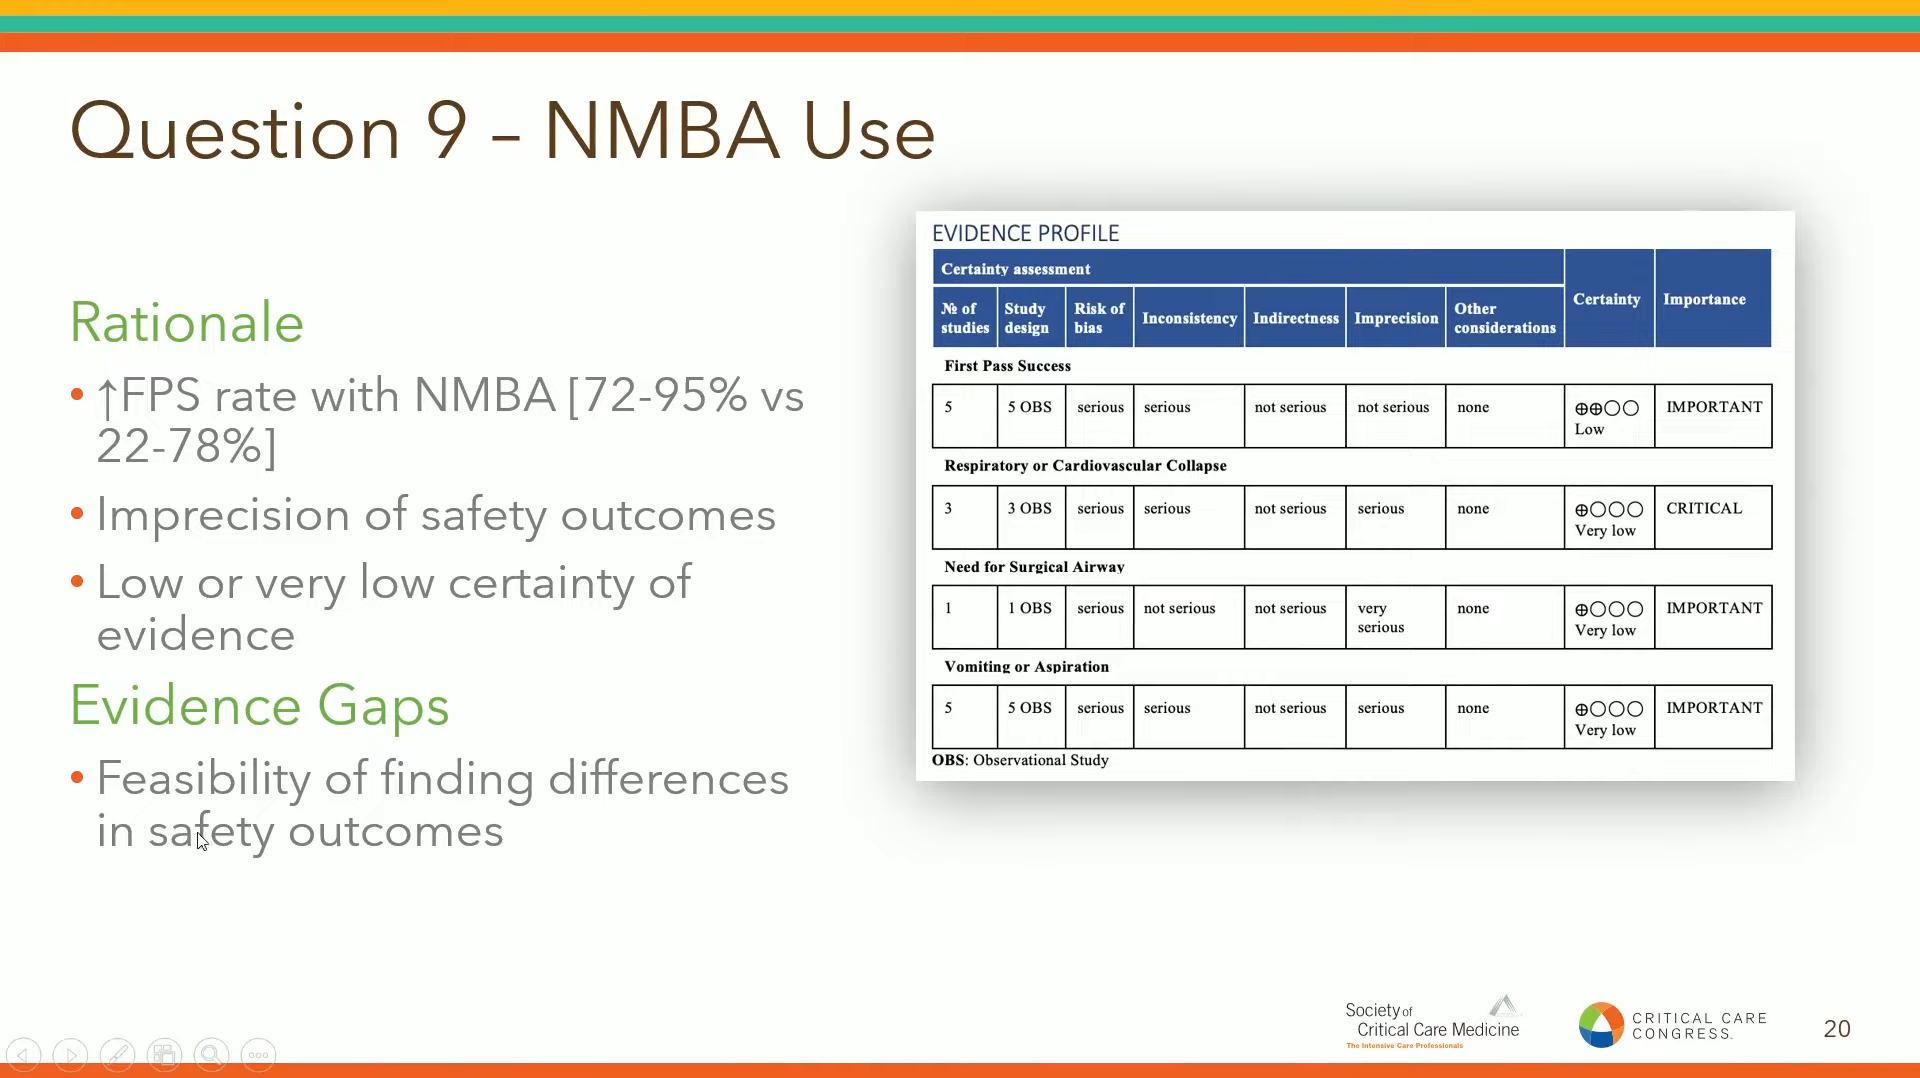 Question 9 – NMBA Use
Rationale
• ↑FPS rate with NMBA [72-95% vs
22-78%]
• Imprecision of safety outcomes
• Low or very low certainty of
evidence
Evidence Gaps
• Feasibility of finding differences
in safety outcomes
EVIDENCE PROFILE
Certainty assessment
Certainty
Importance
№ of studies
Study design
Risk of bias
Inconsistency
Indirectness
Imprecision
Other considerations
First Pass Success
5 5 OBS serious serious not serious not serious none ⊕⊕○○ IMPORTANT
Low
Respiratory or Cardiovascular Collapse
3 3 OBS serious serious not serious serious none ⊕○○○ CRITICAL
Very low
Need for Surgical Airway
1 1 OBS serious not serious not serious very serious none ⊕○○○ IMPORTANT
Very low
Vomiting or Aspiration
5 5 OBS serious serious not serious serious none ⊕○○○ IMPORTANT
Very low
OBS: Observational Study
Society of
Critical Care Medicine
The Intensive Care Professionals
CRITICAL CARE
CONGRESS.
20